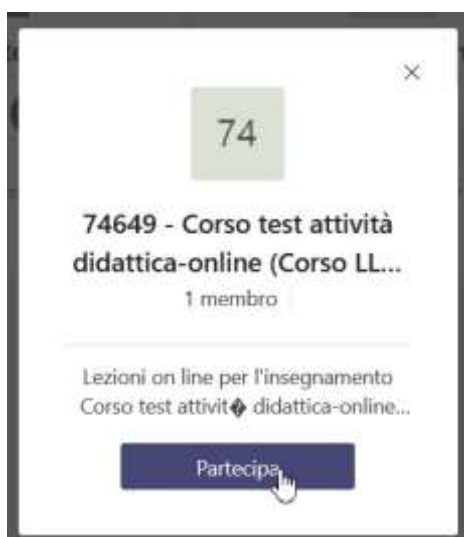 74
74649 - Corso test attività
didattica-online (Corso LL...
1 membro
Lezioni on line per l'insegnamento
Corso test attivit� didattica-online...
Partecipa